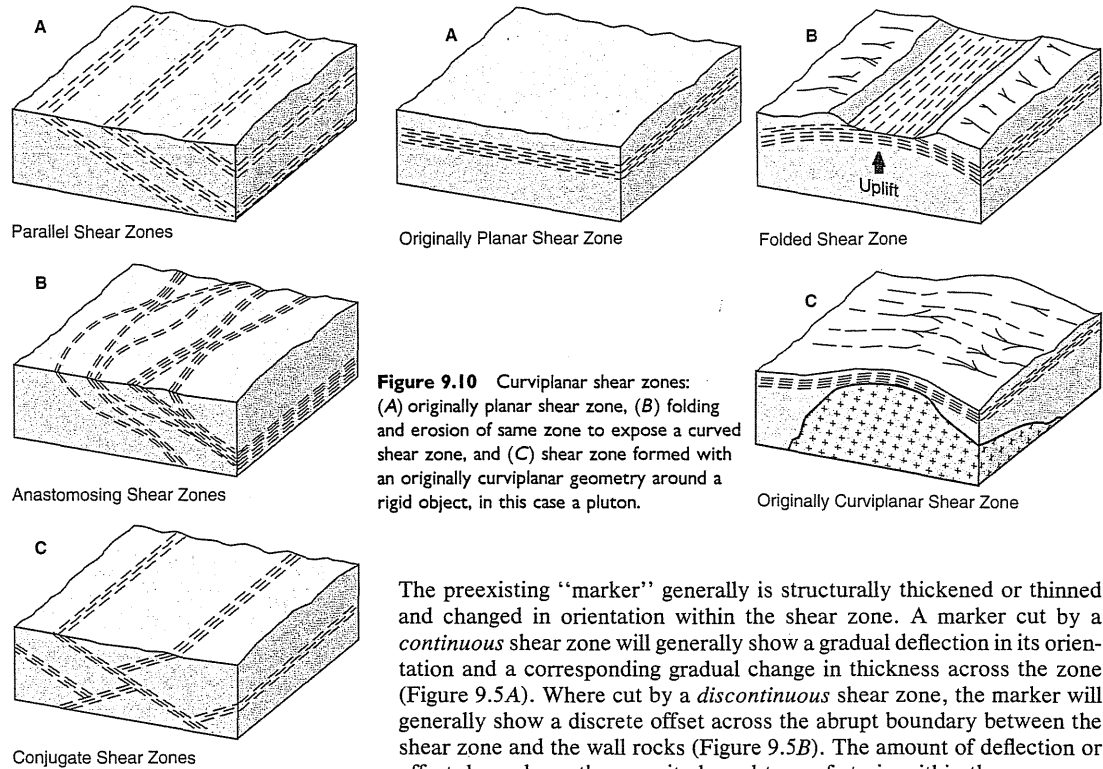 A
Parallel Shear Zones
B
Anastomosing Shear Zones
C
Conjugate Shear Zones
A
Originally Planar Shear Zone
B
Uplift
Folded Shear Zone
C
Originally Curviplanar Shear Zone
Figure 9.10 Curviplanar shear zones:
(A) originally planar shear zone, (B) folding
and erosion of same zone to expose a curved
shear zone, and (C) shear zone formed with
an originally curviplanar geometry around a
rigid object, in this case a pluton.
The preexisting “marker” generally is structurally thickened or thinned
and changed in orientation within the shear zone. A marker cut by a
continuous shear zone will generally show a gradual deflection in its orien-
tation and a corresponding gradual change in thickness across the zone
(Figure 9.5A). Where cut by a discontinuous shear zone, the marker will
generally show a discrete offset across the abrupt boundary between the
shear zone and the wall rocks (Figure 9.5B). The amount of deflection or